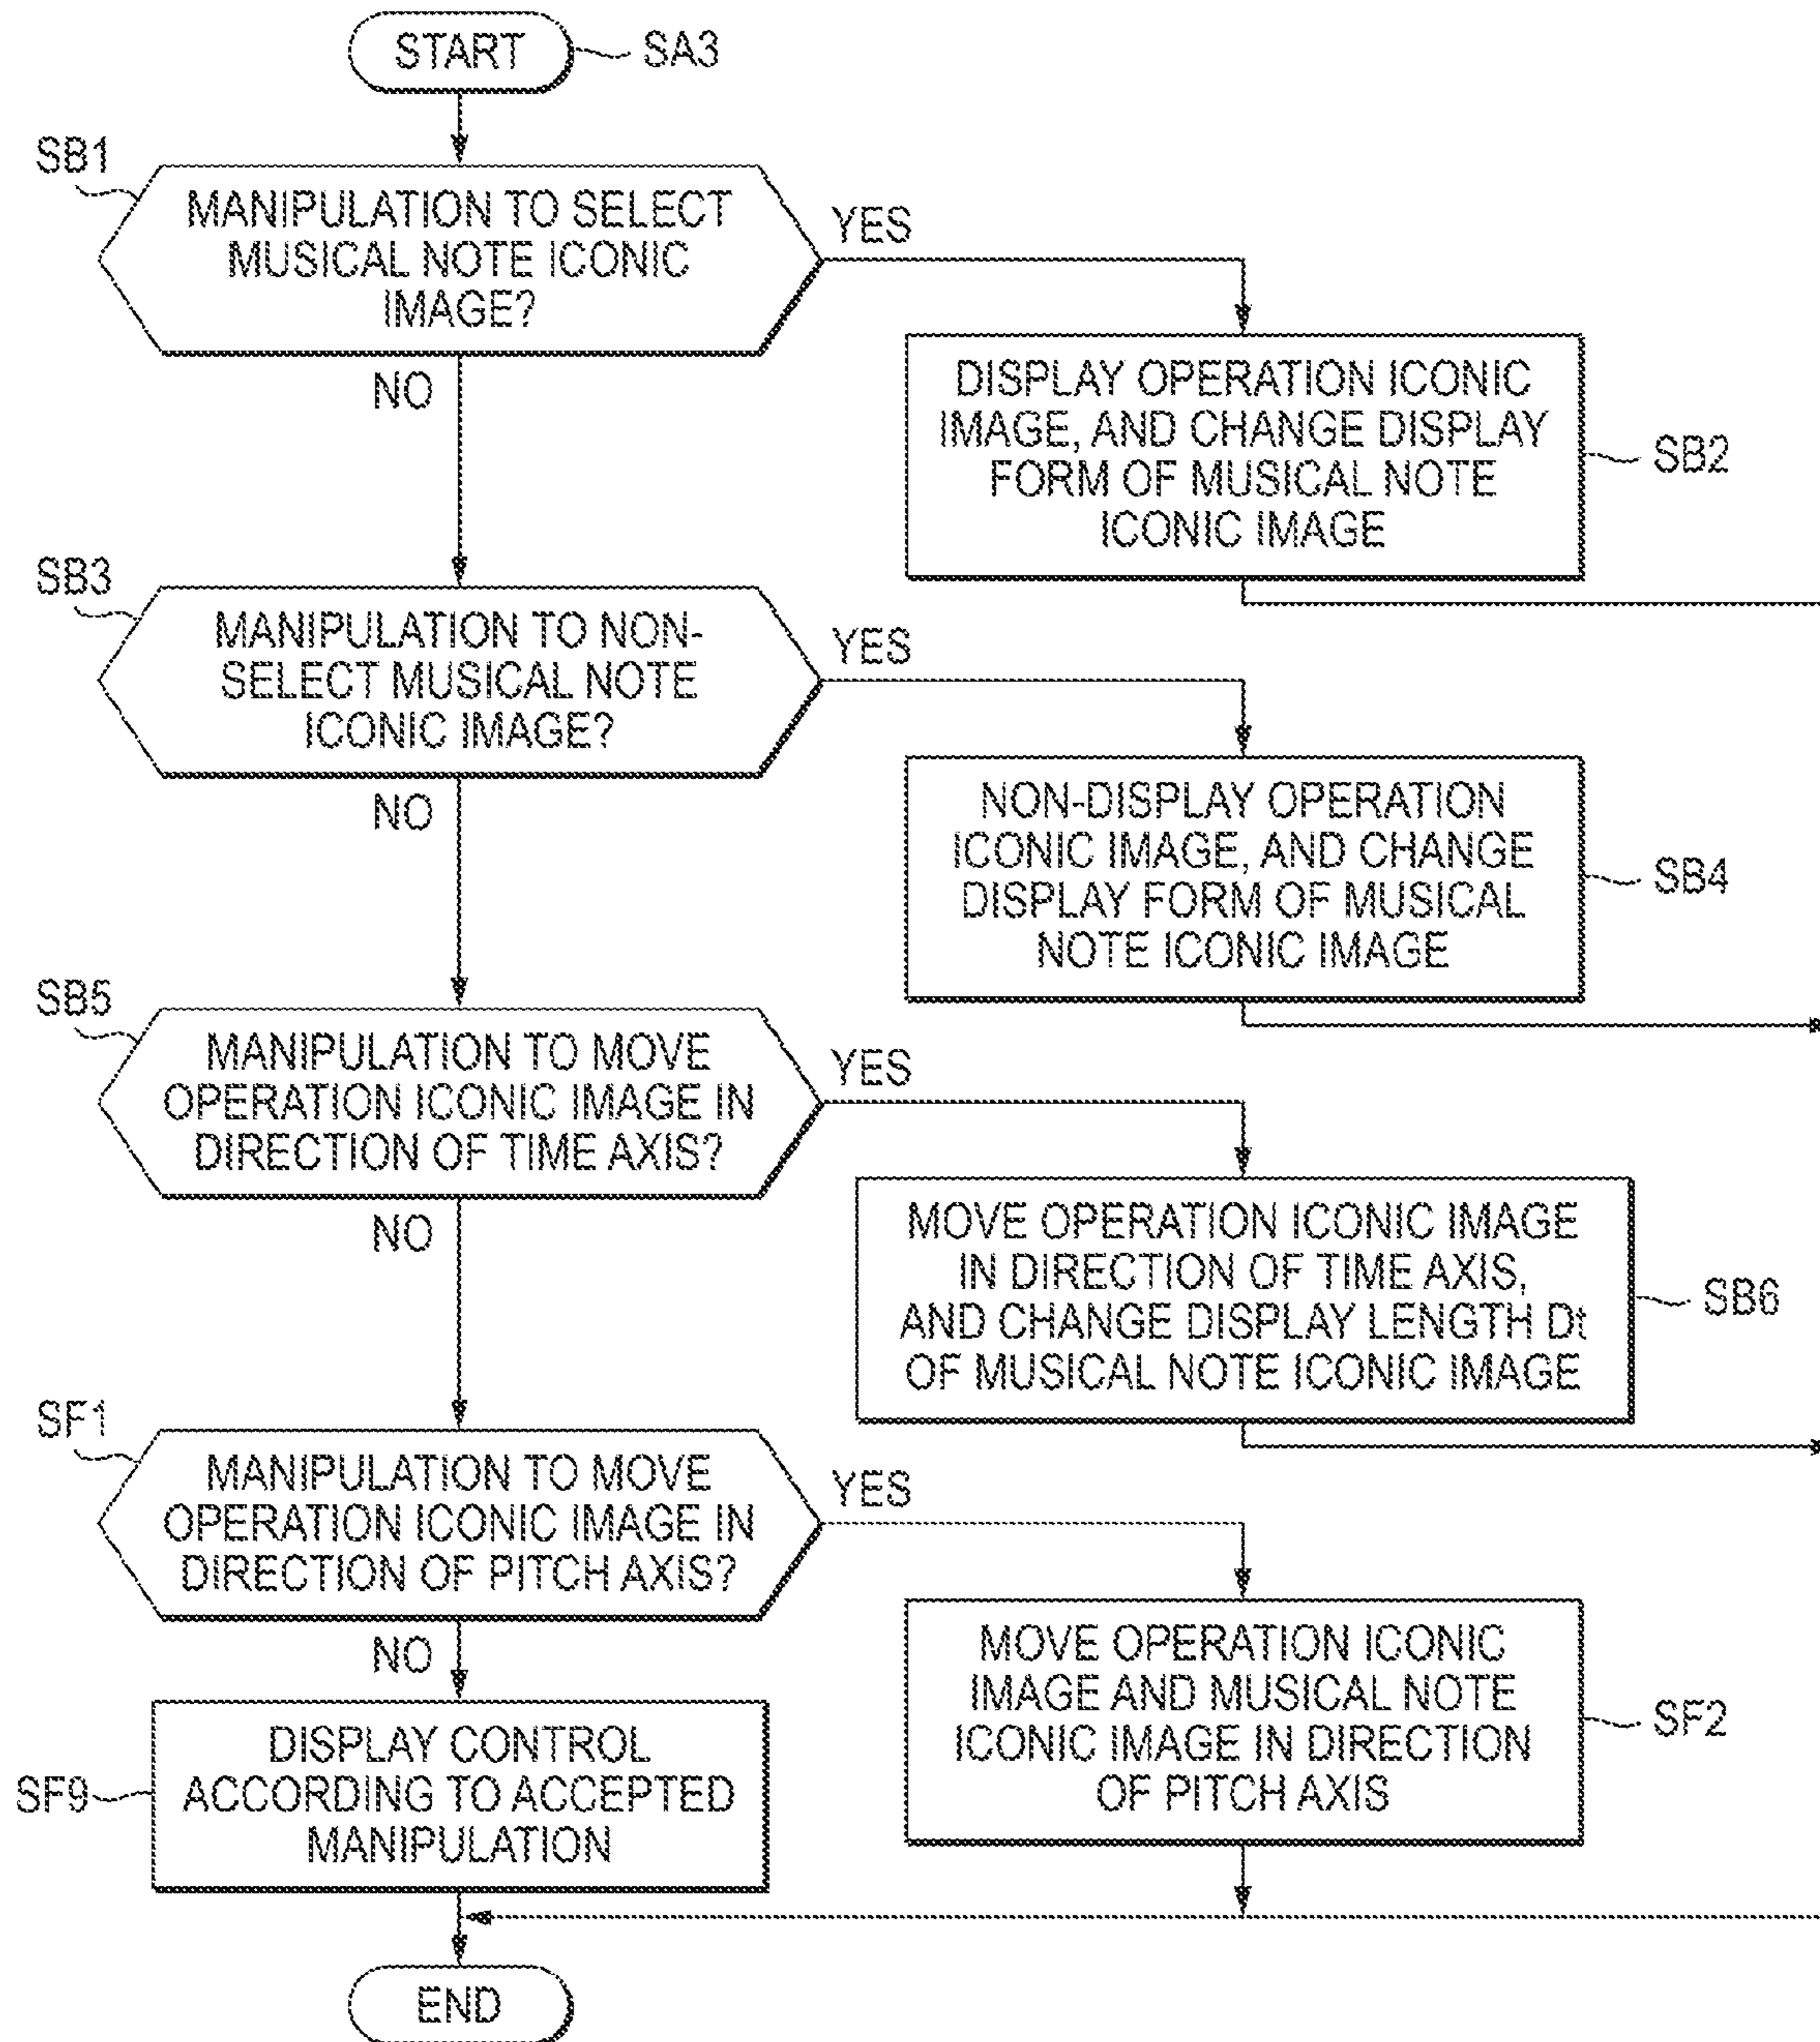 START
SA3
SB1
MANIPULATION TO SELECT
MUSICAL NOTE ICONIC
IMAGE?
YES
NO
DISPLAY OPERATION ICONIC
IMAGE, AND CHANGE DISPLAY
FORM OF MUSICAL NOTE
ICONIC IMAGE
SB2
SB3
MANIPULATION TO NON-
SELECT MUSICAL NOTE
ICONIC IMAGE?
YES
NO
NON-DISPLAY OPERATION
ICONIC IMAGE, AND CHANGE
DISPLAY FORM OF MUSICAL
NOTE ICONIC IMAGE
SB4
SB5
MANIPULATION TO MOVE
OPERATION ICONIC IMAGE IN
DIRECTION OF TIME AXIS?
YES
NO
MOVE OPERATION ICONIC IMAGE
IN DIRECTION OF TIME AXIS,
AND CHANGE DISPLAY LENGTH Dt
OF MUSICAL NOTE ICONIC IMAGE
SB6
SF1
MANIPULATION TO MOVE
OPERATION ICONIC IMAGE IN
DIRECTION OF PITCH AXIS?
YES
NO
MOVE OPERATION ICONIC
IMAGE AND MUSICAL NOTE
ICONIC IMAGE IN DIRECTION
OF PITCH AXIS
SF2
SF9
DISPLAY CONTROL
ACCORDING TO ACCEPTED
MANIPULATION
END